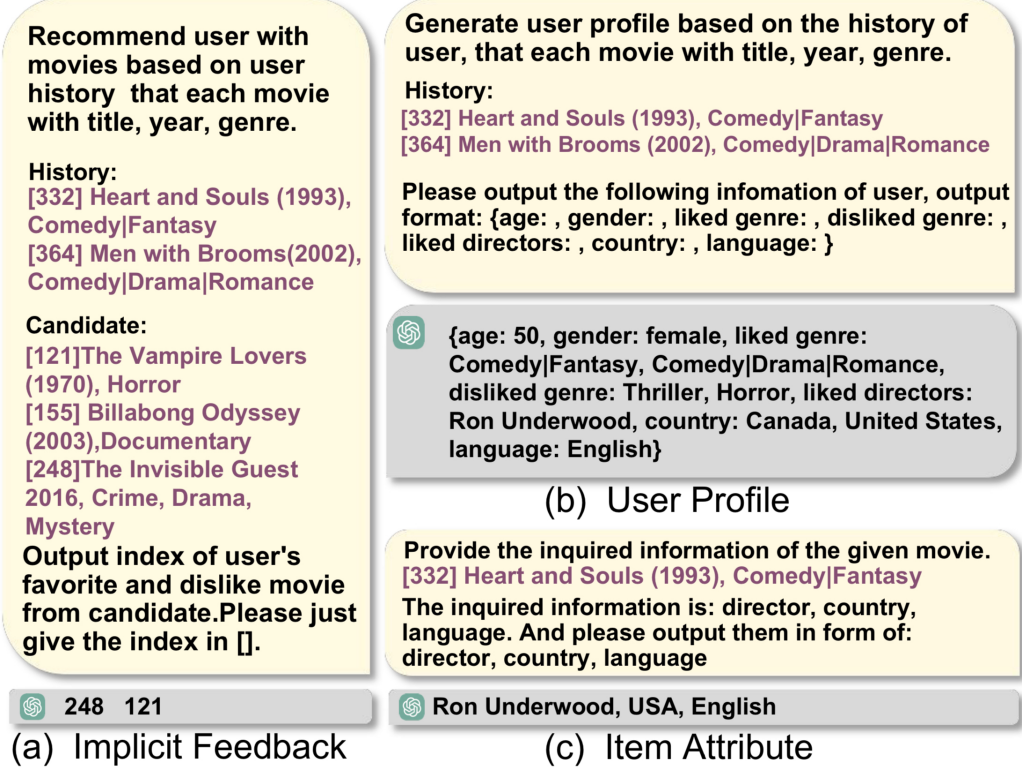 Recommend user with
movies based on user
history that each movie
with title, year, genre.
History:
[332] Heart and Souls (1993),
Comedy|Fantasy
[364] Men with Brooms(2002),
Comedy|Drama|Romance
Candidate:
[121]The Vampire Lovers
(1970), Horror
[155] Billabong Odyssey
(2003),Documentary
[248]The Invisible Guest
2016, Crime, Drama,
Mystery
Output index of user's
favorite and dislike movie
from candidate.Please just
give the index in [].
248 121
(a) Implicit Feedback
Generate user profile based on the history of
user, that each movie with title, year, genre.
History:
[332] Heart and Souls (1993), Comedy|Fantasy
[364] Men with Brooms (2002), Comedy|Drama|Romance
Please output the following infomation of user, output
format: {age: , gender: , liked genre: , disliked genre: ,
liked directors: , country: , language: }
{age: 50, gender: female, liked genre:
Comedy|Fantasy, Comedy|Drama|Romance,
disliked genre: Thriller, Horror, liked directors:
Ron Underwood, country: Canada, United States,
language: English}
(b) User Profile
Provide the inquired information of the given movie.
[332] Heart and Souls (1993), Comedy|Fantasy
The inquired information is: director, country,
language. And please output them in form of:
director, country, language
Ron Underwood, USA, English
(c) Item Attribute